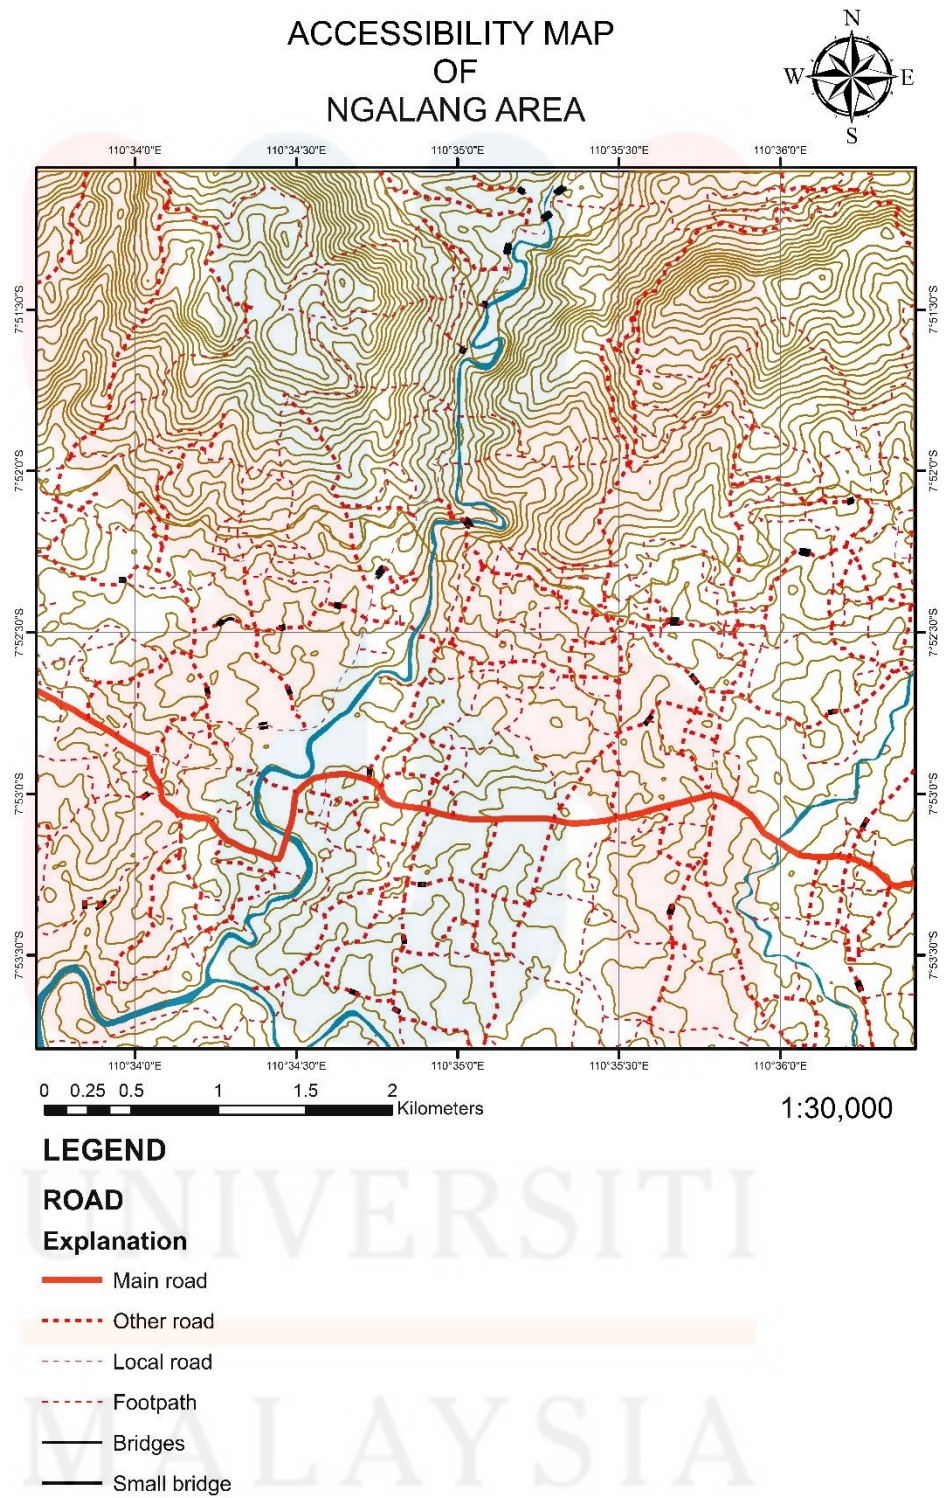 ACCESSIBILITY MAP
OF
NGALANG AREA
N
W E
S
110°34'0"E 110°34'30"E 110°35'0"E 110°35'30"E 110°36'0"E
7°51'30"S 7°51'30"S
7°52'0"S 7°52'0"S
7°52'30"S 7°52'30"S
7°53'0"S 7°53'0"S
7°53'30"S 7°53'30"S
110°34'0"E 110°34'30"E 110°35'0"E 110°35'30"E 110°36'0"E
0 0.25 0.5 1 1.5 2
Kilometers
1:30,000
LEGEND
UNIVERSITI
ROAD
Explanation
Main road
Other road
Local road
Footpath
MALAYSIA
Bridges
Small bridge